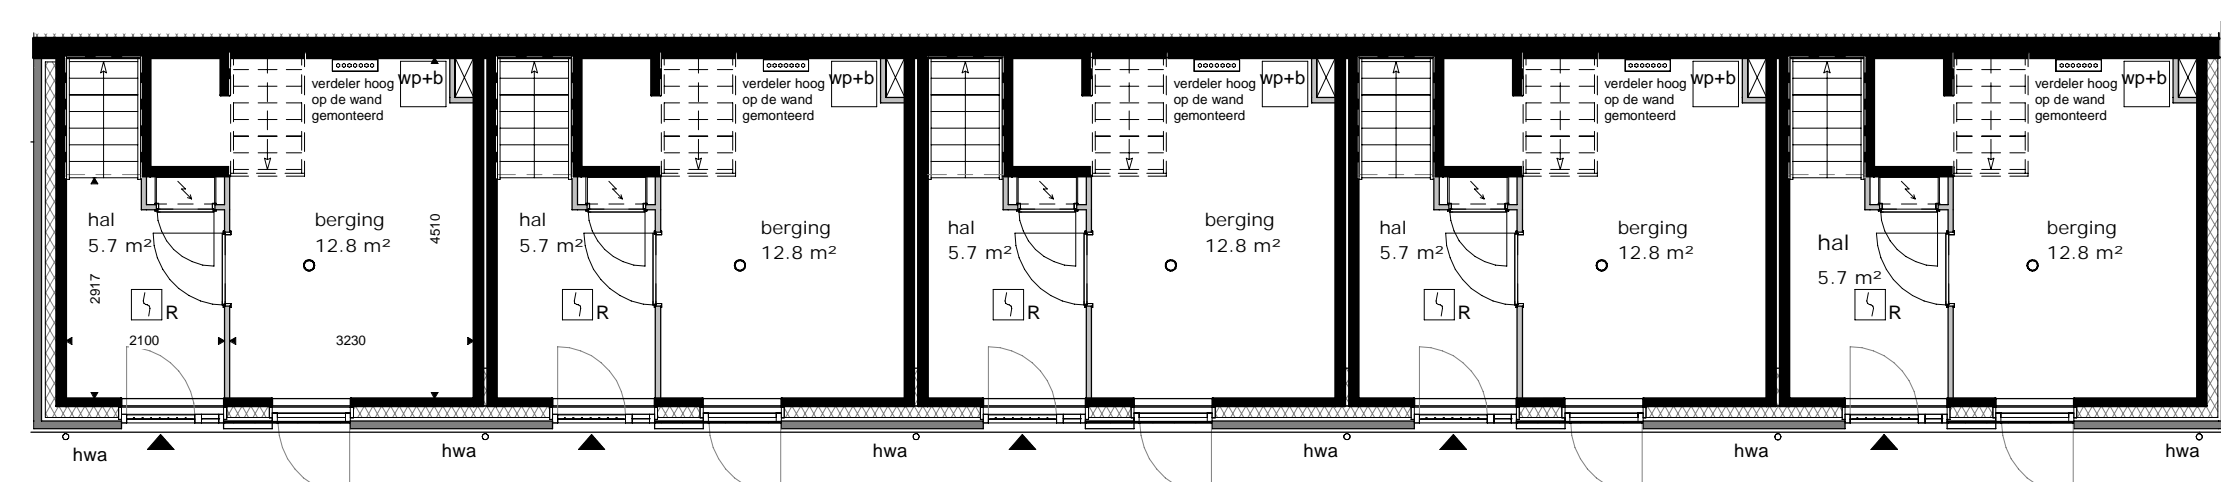 verdeler hoog
op de wand
gemonteerd
wp+b
hal
5.7 m²
berging
12.8 m²
4510
2917
R
2100
3230
hwa
verdeler hoog
op de wand
gemonteerd
wp+b
hal
5.7 m²
berging
12.8 m²
R
hwa
verdeler hoog
op de wand
gemonteerd
wp+b
hal
5.7 m²
berging
12.8 m²
R
hwa
verdeler hoog
op de wand
gemonteerd
wp+b
hal
5.7 m²
berging
12.8 m²
R
hwa
verdeler hoog
op de wand
gemonteerd
wp+b
hal
5.7 m²
berging
12.8 m²
R
hwa
hwa